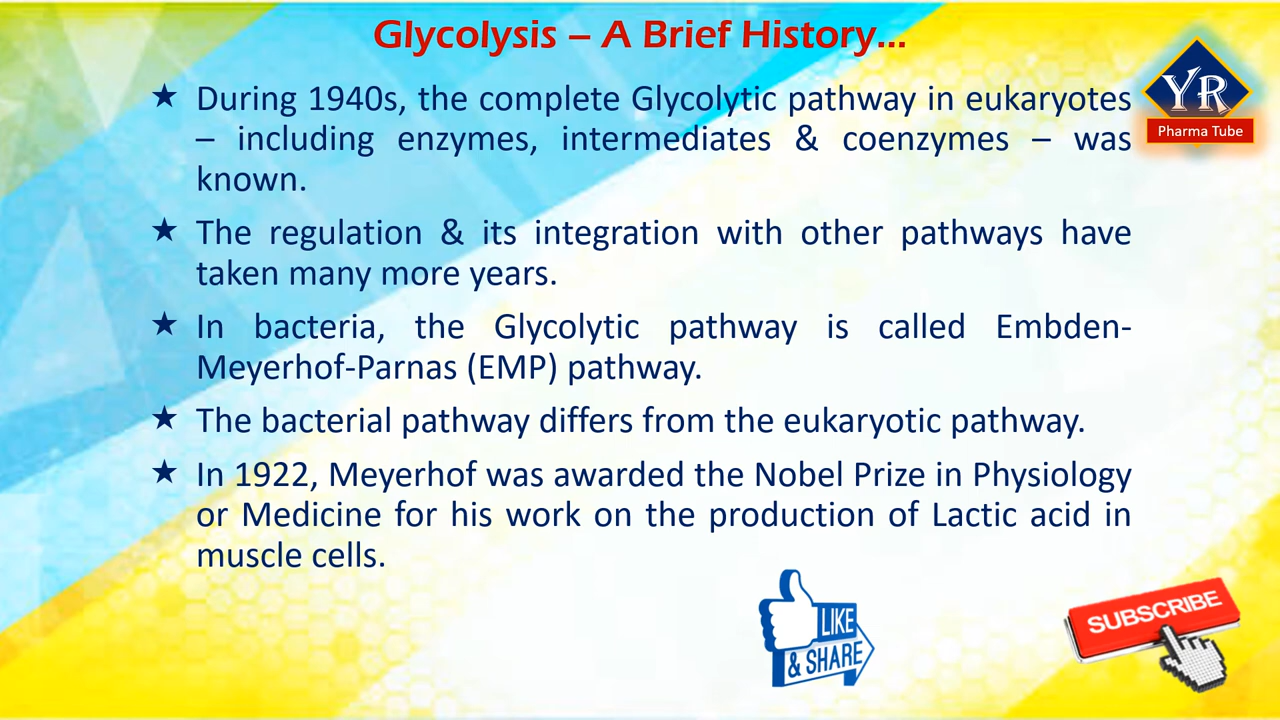 Glycolysis – A Brief History...
YR
Pharma Tube
★ During 1940s, the complete Glycolytic pathway in eukaryotes
– including enzymes, intermediates & coenzymes – was
known.
★ The regulation & its integration with other pathways have
taken many more years.
★ In bacteria, the Glycolytic pathway is called Embden-
Meyerhof-Parnas (EMP) pathway.
★ The bacterial pathway differs from the eukaryotic pathway.
★ In 1922, Meyerhof was awarded the Nobel Prize in Physiology
or Medicine for his work on the production of Lactic acid in
muscle cells.
LIKE
& SHARE
SUBSCRIBE